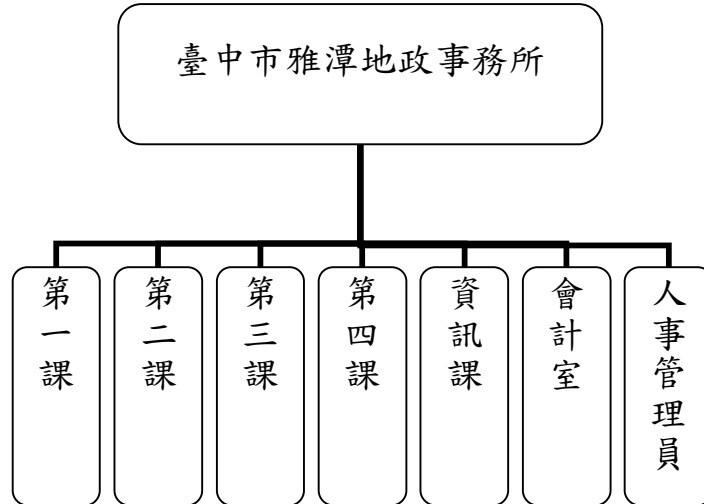 臺中市雅潭地政事務所
第一課
第二課
第三課
第四課
資訊課
會計室
人事管理員